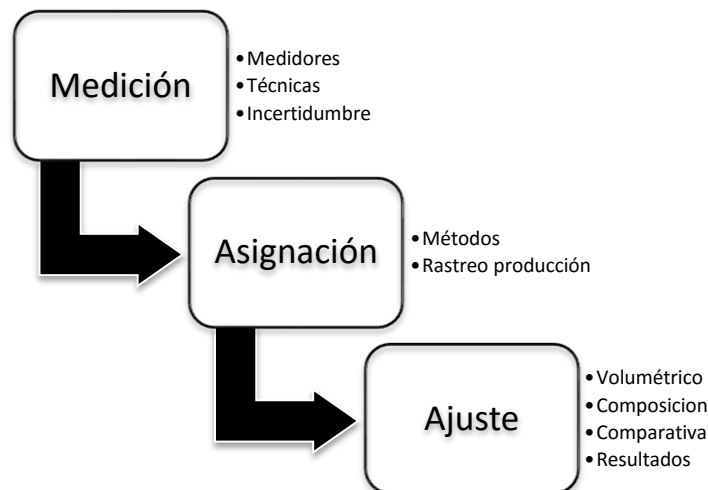 Medición
•Medidores
•Técnicas
•Incertidumbre
Asignación
•Métodos
•Rastreo producción
Ajuste
•Volumétrico
•Composicion
•Comparativa
•Resultados